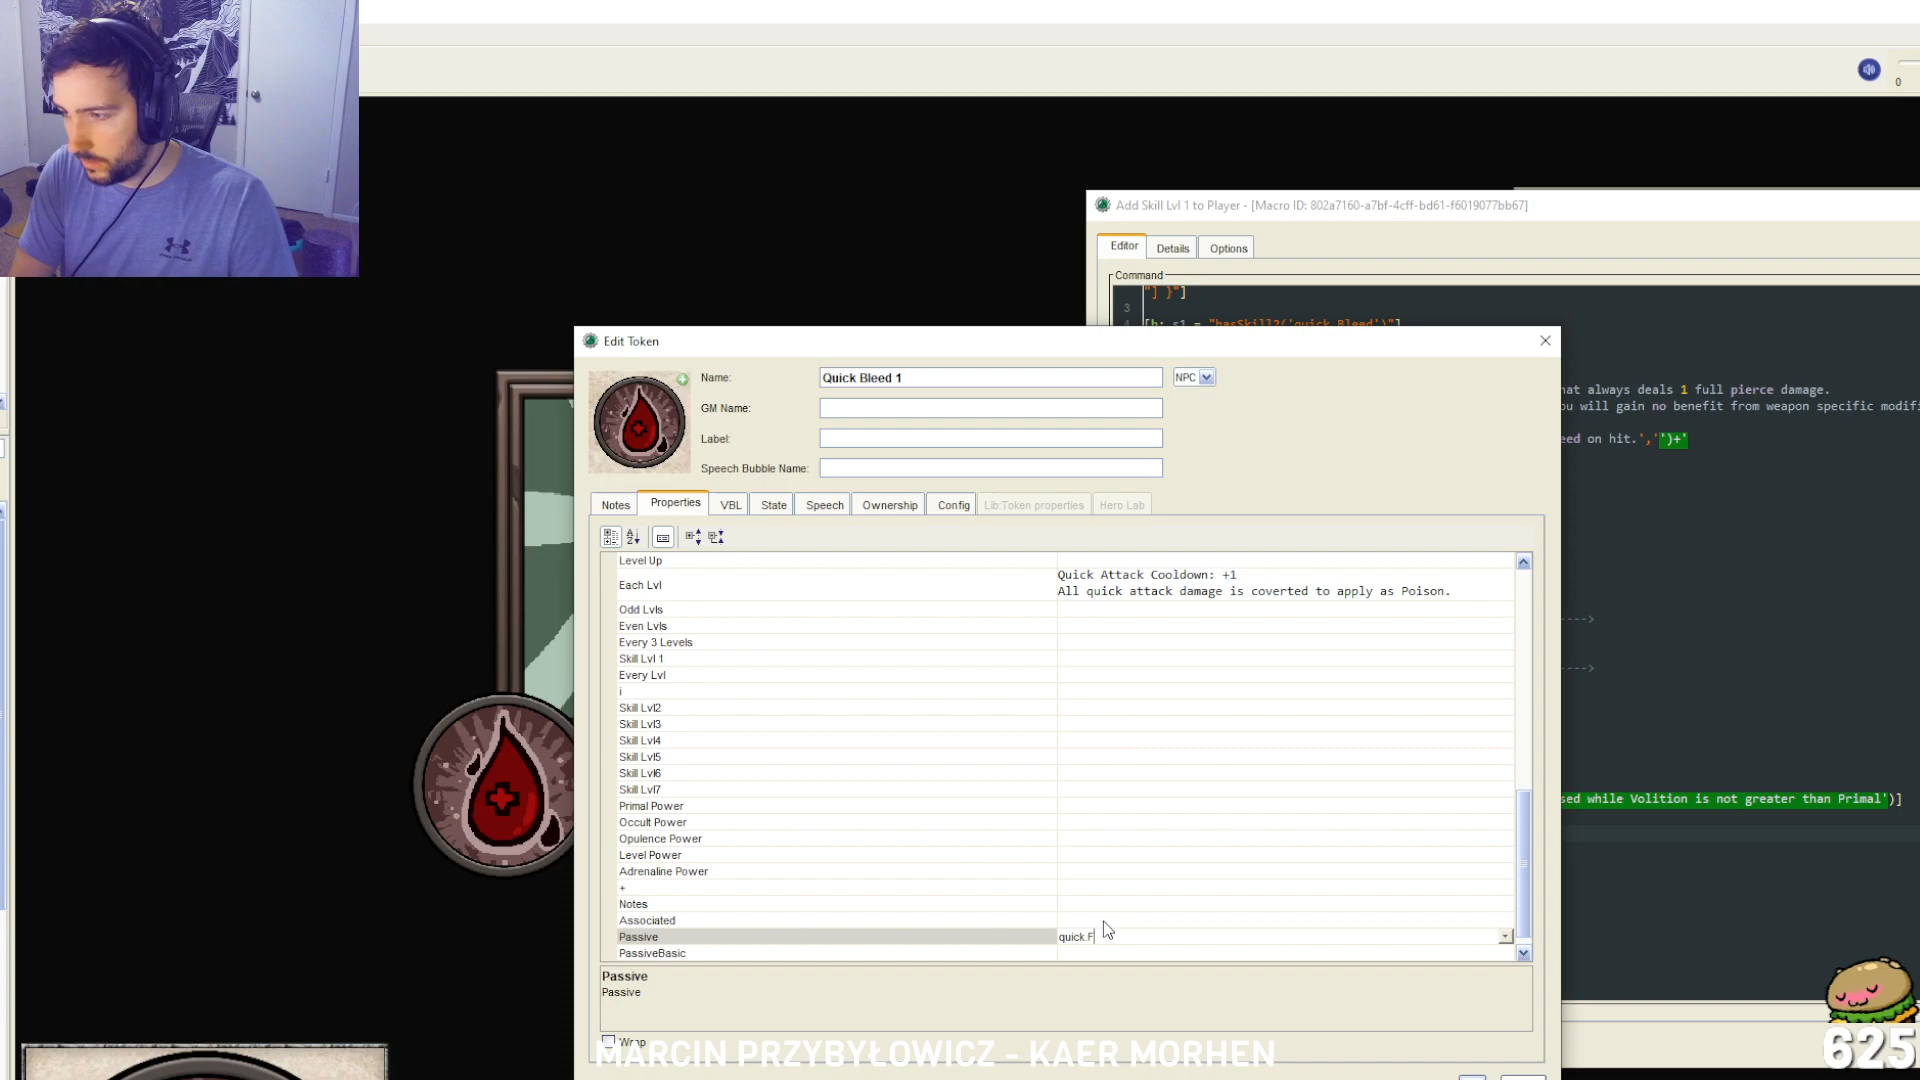 0
Add Skill Lvl 1 to Player - [Macro ID: 802a7160-a7bf-4cff-bd61-f6019077bb67]
Editor
Details
Options
Command
"] }"]
3
Edit Token
Name:
Quick Bleed 1
NPC
GM Name:
Label:
Speech Bubble Name:
hat always deals 1 full pierce damage.
ou will gain no benefit from weapon specific modifi
eed on hit.','')+'
Notes
Properties
VBL
State
Speech
Ownership
Config
Lib:Token properties
Hero Lab
Level Up
Each Lvl
Quick Attack Cooldown: +1
All quick attack damage is coverted to apply as Poison.
Odd Lvls
Even Lvls
Every 3 Levels
Skill Lvl 1
Every Lvl
i
Skill Lvl2
Skill Lvl3
Skill Lvl4
Skill Lvl5
Skill Lvl6
Skill Lvl7
Primal Power
Occult Power
Opulence Power
Level Power
Adrenaline Power
+
Notes
Associated
Passive
quick.F
PassiveBasic
---->
---->
sed while Volition is not greater than Primal')]
Passive
Passive
Wrap
MARCIN PRZYBYŁOWICZ - KAER MORHEN
625